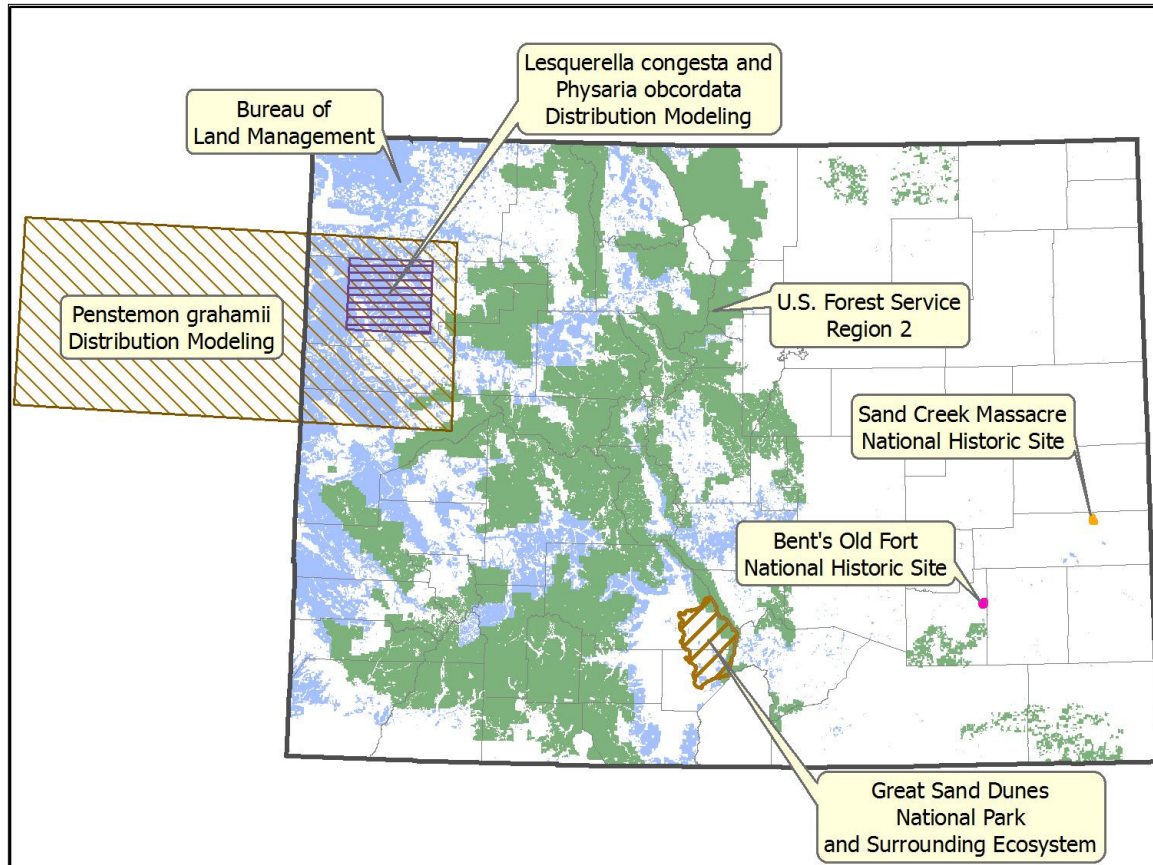 Lesquerella congesta and
Physaria obcordata
Distribution Modeling
Bureau of
Land Management
Penstemon grahamii
Distribution Modeling
U.S. Forest Service
Region 2
Sand Creek Massacre
National Historic Site
Bent's Old Fort
National Historic Site
Great Sand Dunes
National Park
and Surrounding Ecosystem